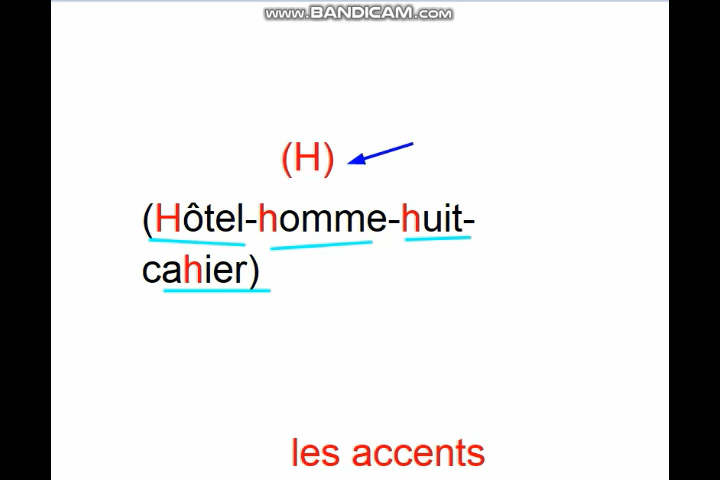 www.BANDICAM.com
(H)
(Hôtel-homme-huit-
cahier)
les accents